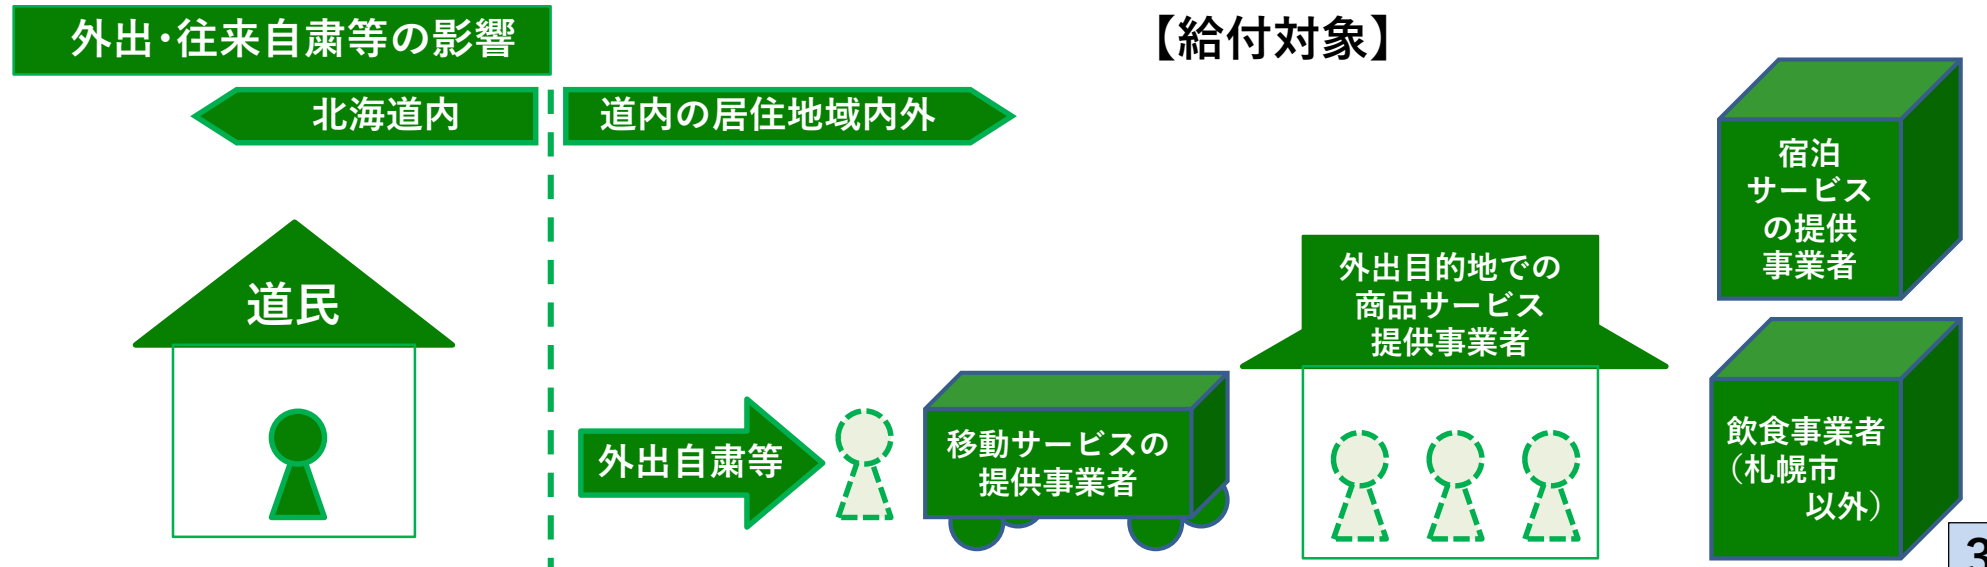 外出・往来自粛等の影響
【給付対象】
北海道内
道内の居住地域内外
宿泊
サービス
の提供
事業者
道民
外出目的地での
商品サービス
提供事業者
外出自粛等
移動サービスの
提供事業者
飲食事業者
（札幌市
以外）
3